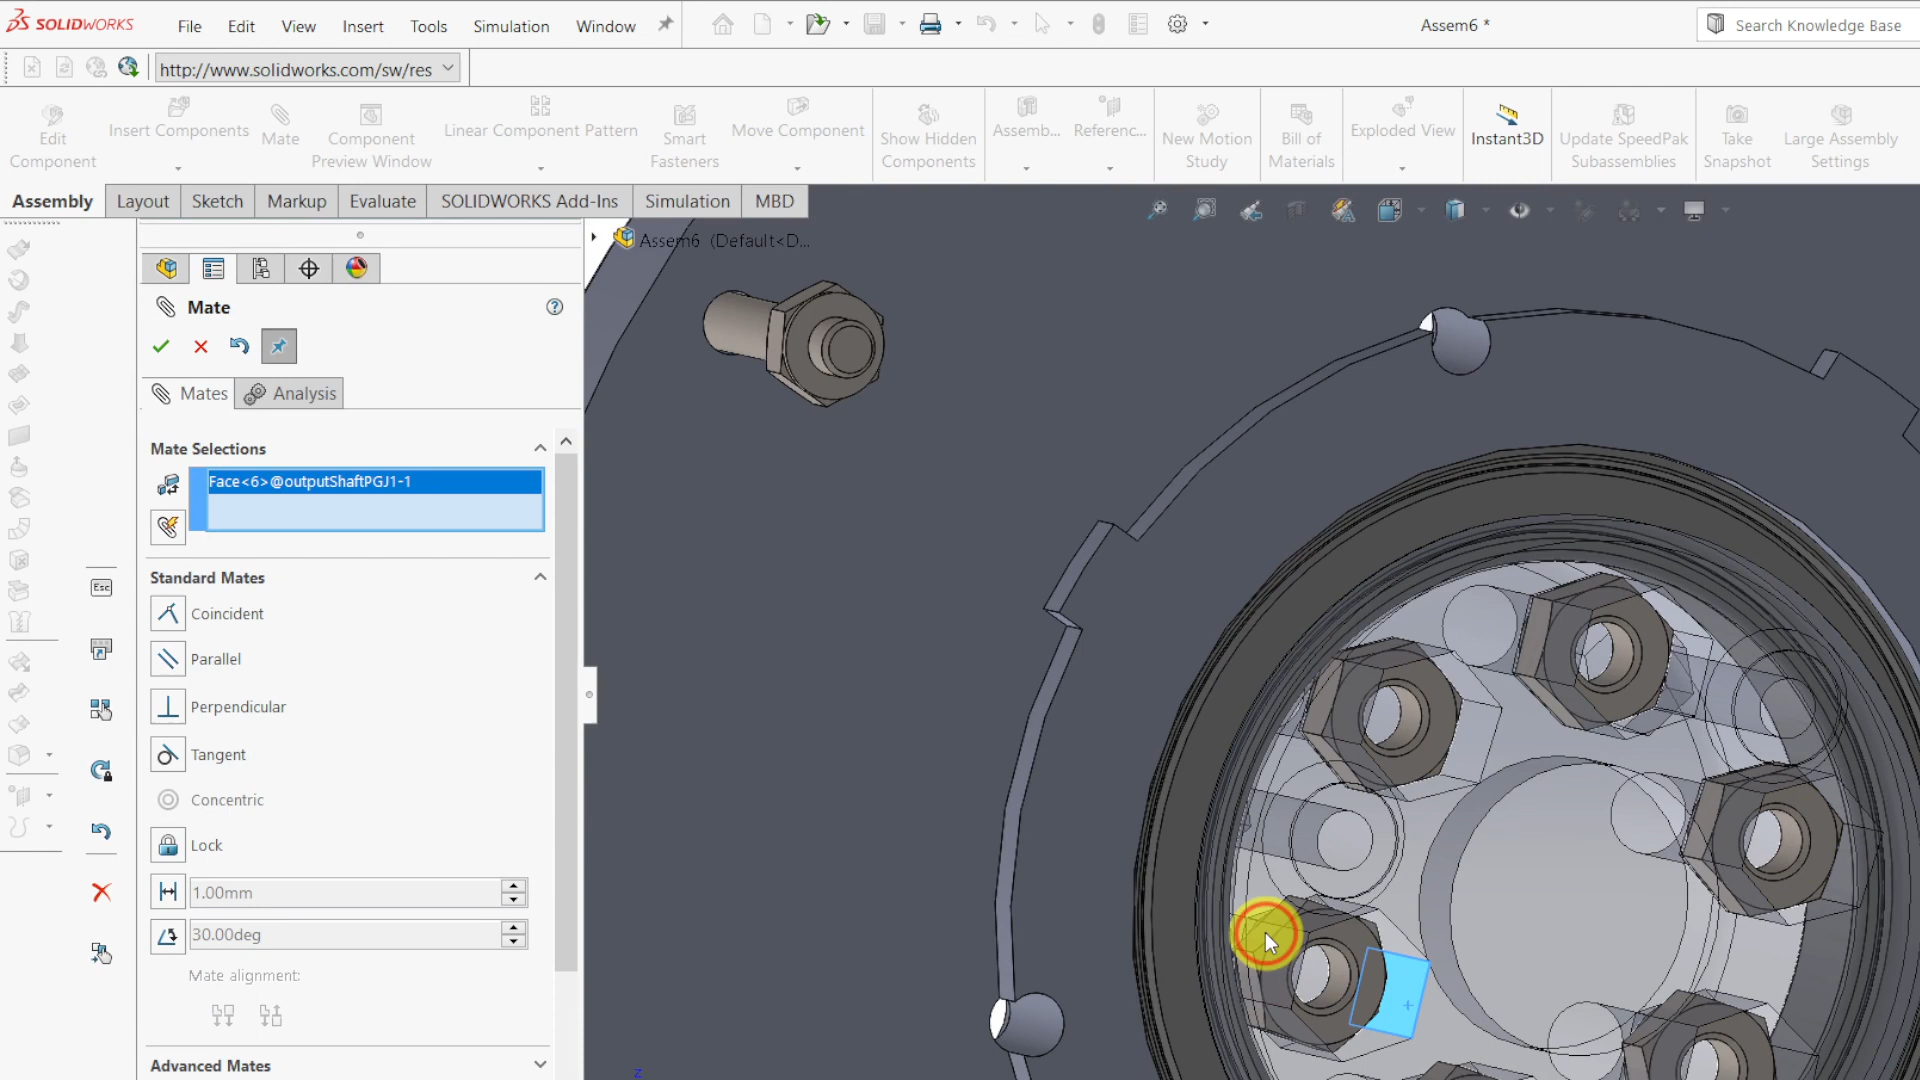 SOLIDWORKS File Edit View Insert Tools Simulation Window Assem6 * Search Knowledge Base
http://www.solidworks.com/sw/res
Edit Component
Insert Components
Mate
Component Preview Window
Linear Component Pattern
Smart Fasteners
Move Component
Show Hidden Components
Assemb...
Referenc...
New Motion Study
Bill of Materials
Exploded View
Instant3D
Update SpeedPak Subassemblies
Take Snapshot
Large Assembly Settings
Assembly Layout Sketch Markup Evaluate SOLIDWORKS Add-Ins Simulation MBD
Assem6 (Default<D...
Mate
Mates Analysis
Mate Selections
Face<6>@outputShaftPGJ1-1
Standard Mates
Coincident
Esc
Parallel
Perpendicular
Tangent
Concentric
Lock
1.00mm
30.00deg
Mate alignment:
Advanced Mates
z